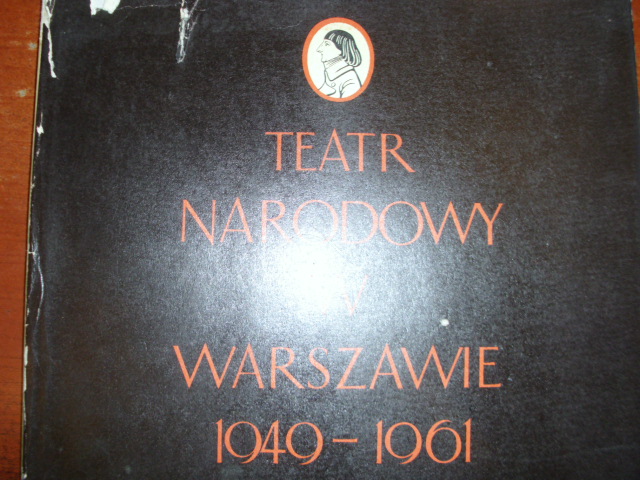 TEATR
NARODOWY
W
WARSZAWIE
1949-1961